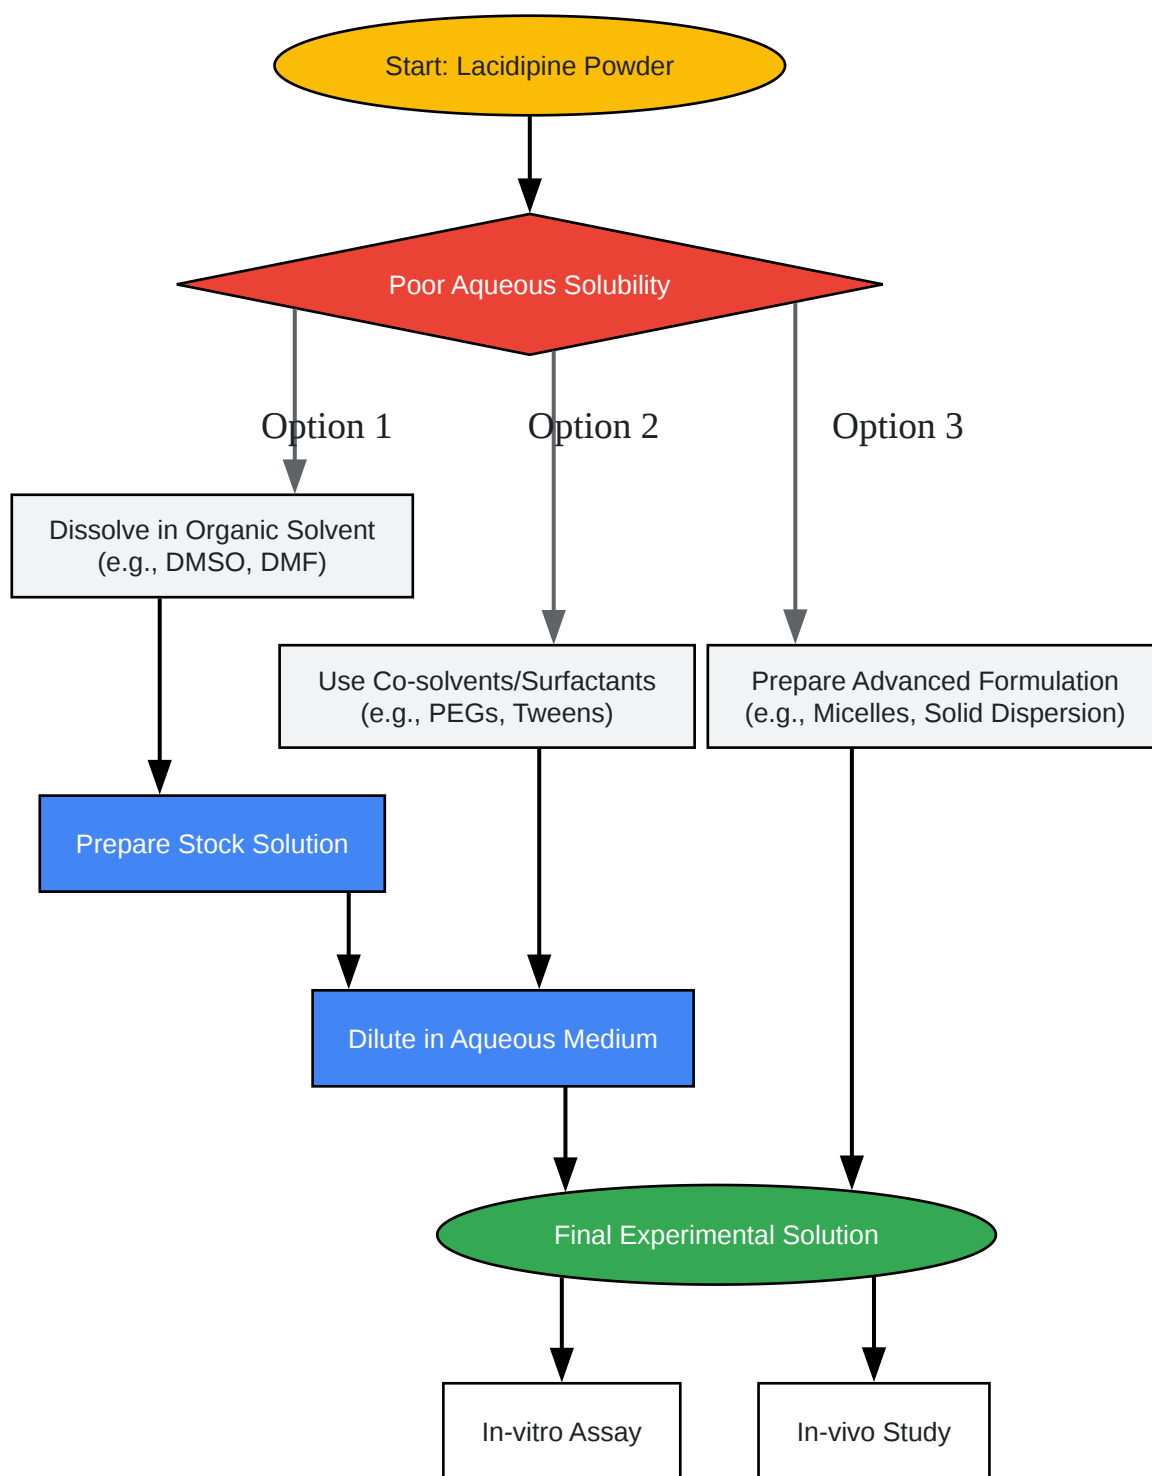 Start: Lacidipine Powder
Poor Aqueous Solubility
Option 1
Option 2
Option 3
Dissolve in Organic Solvent
(e.g., DMSO, DMF)
Use Co-solvents/Surfactants
(e.g., PEGs, Tweens)
Prepare Advanced Formulation
(e.g., Micelles, Solid Dispersion)
Prepare Stock Solution
Dilute in Aqueous Medium
Final Experimental Solution
In-vitro Assay
In-vivo Study